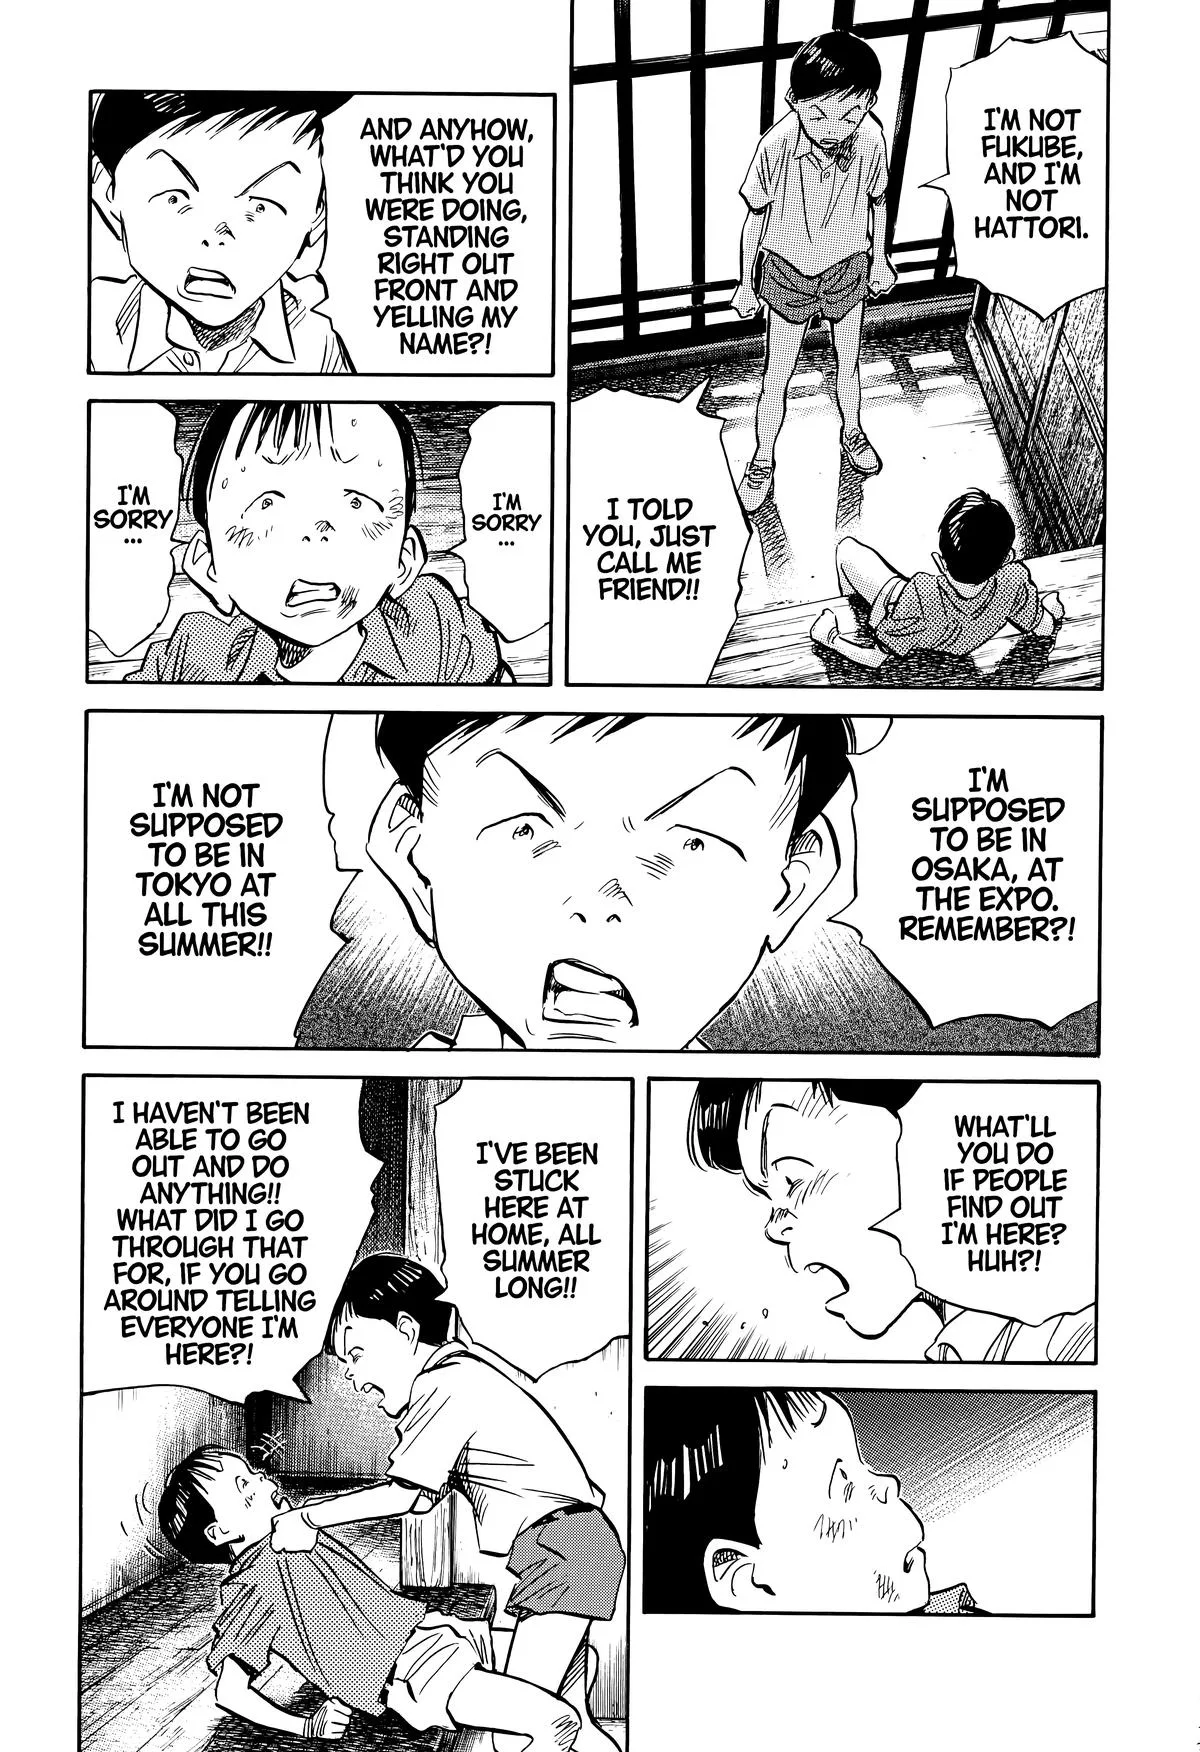 I'M NOT
FUKUBE,
AND I'M
NOT
HATTORI.
I TOLD
YOU, JUST
CALL ME
FRIEND!!
AND ANYHOW,
WHAT'D YOU
THINK YOU
WERE DOING,
STANDING
RIGHT OUT
FRONT AND
YELLING MY
NAME?!
I'M
SORRY
...
I'M
SORRY
...
I'M
SUPPOSED
TO BE IN
OSAKA, AT
THE EXPO.
REMEMBER?!
I'M NOT
SUPPOSED
TO BE IN
TOKYO AT
ALL THIS
SUMMER!!
WHAT'LL
YOU DO
IF PEOPLE
FIND OUT
I'M HERE?
HUH?!
I'VE BEEN
STUCK
HERE AT
HOME, ALL
SUMMER
LONG!!
I HAVEN'T BEEN
ABLE TO GO
OUT AND DO
ANYTHING!!
WHAT DID I GO
THROUGH THAT
FOR, IF YOU GO
AROUND TELLING
EVERYONE I'M
HERE?!